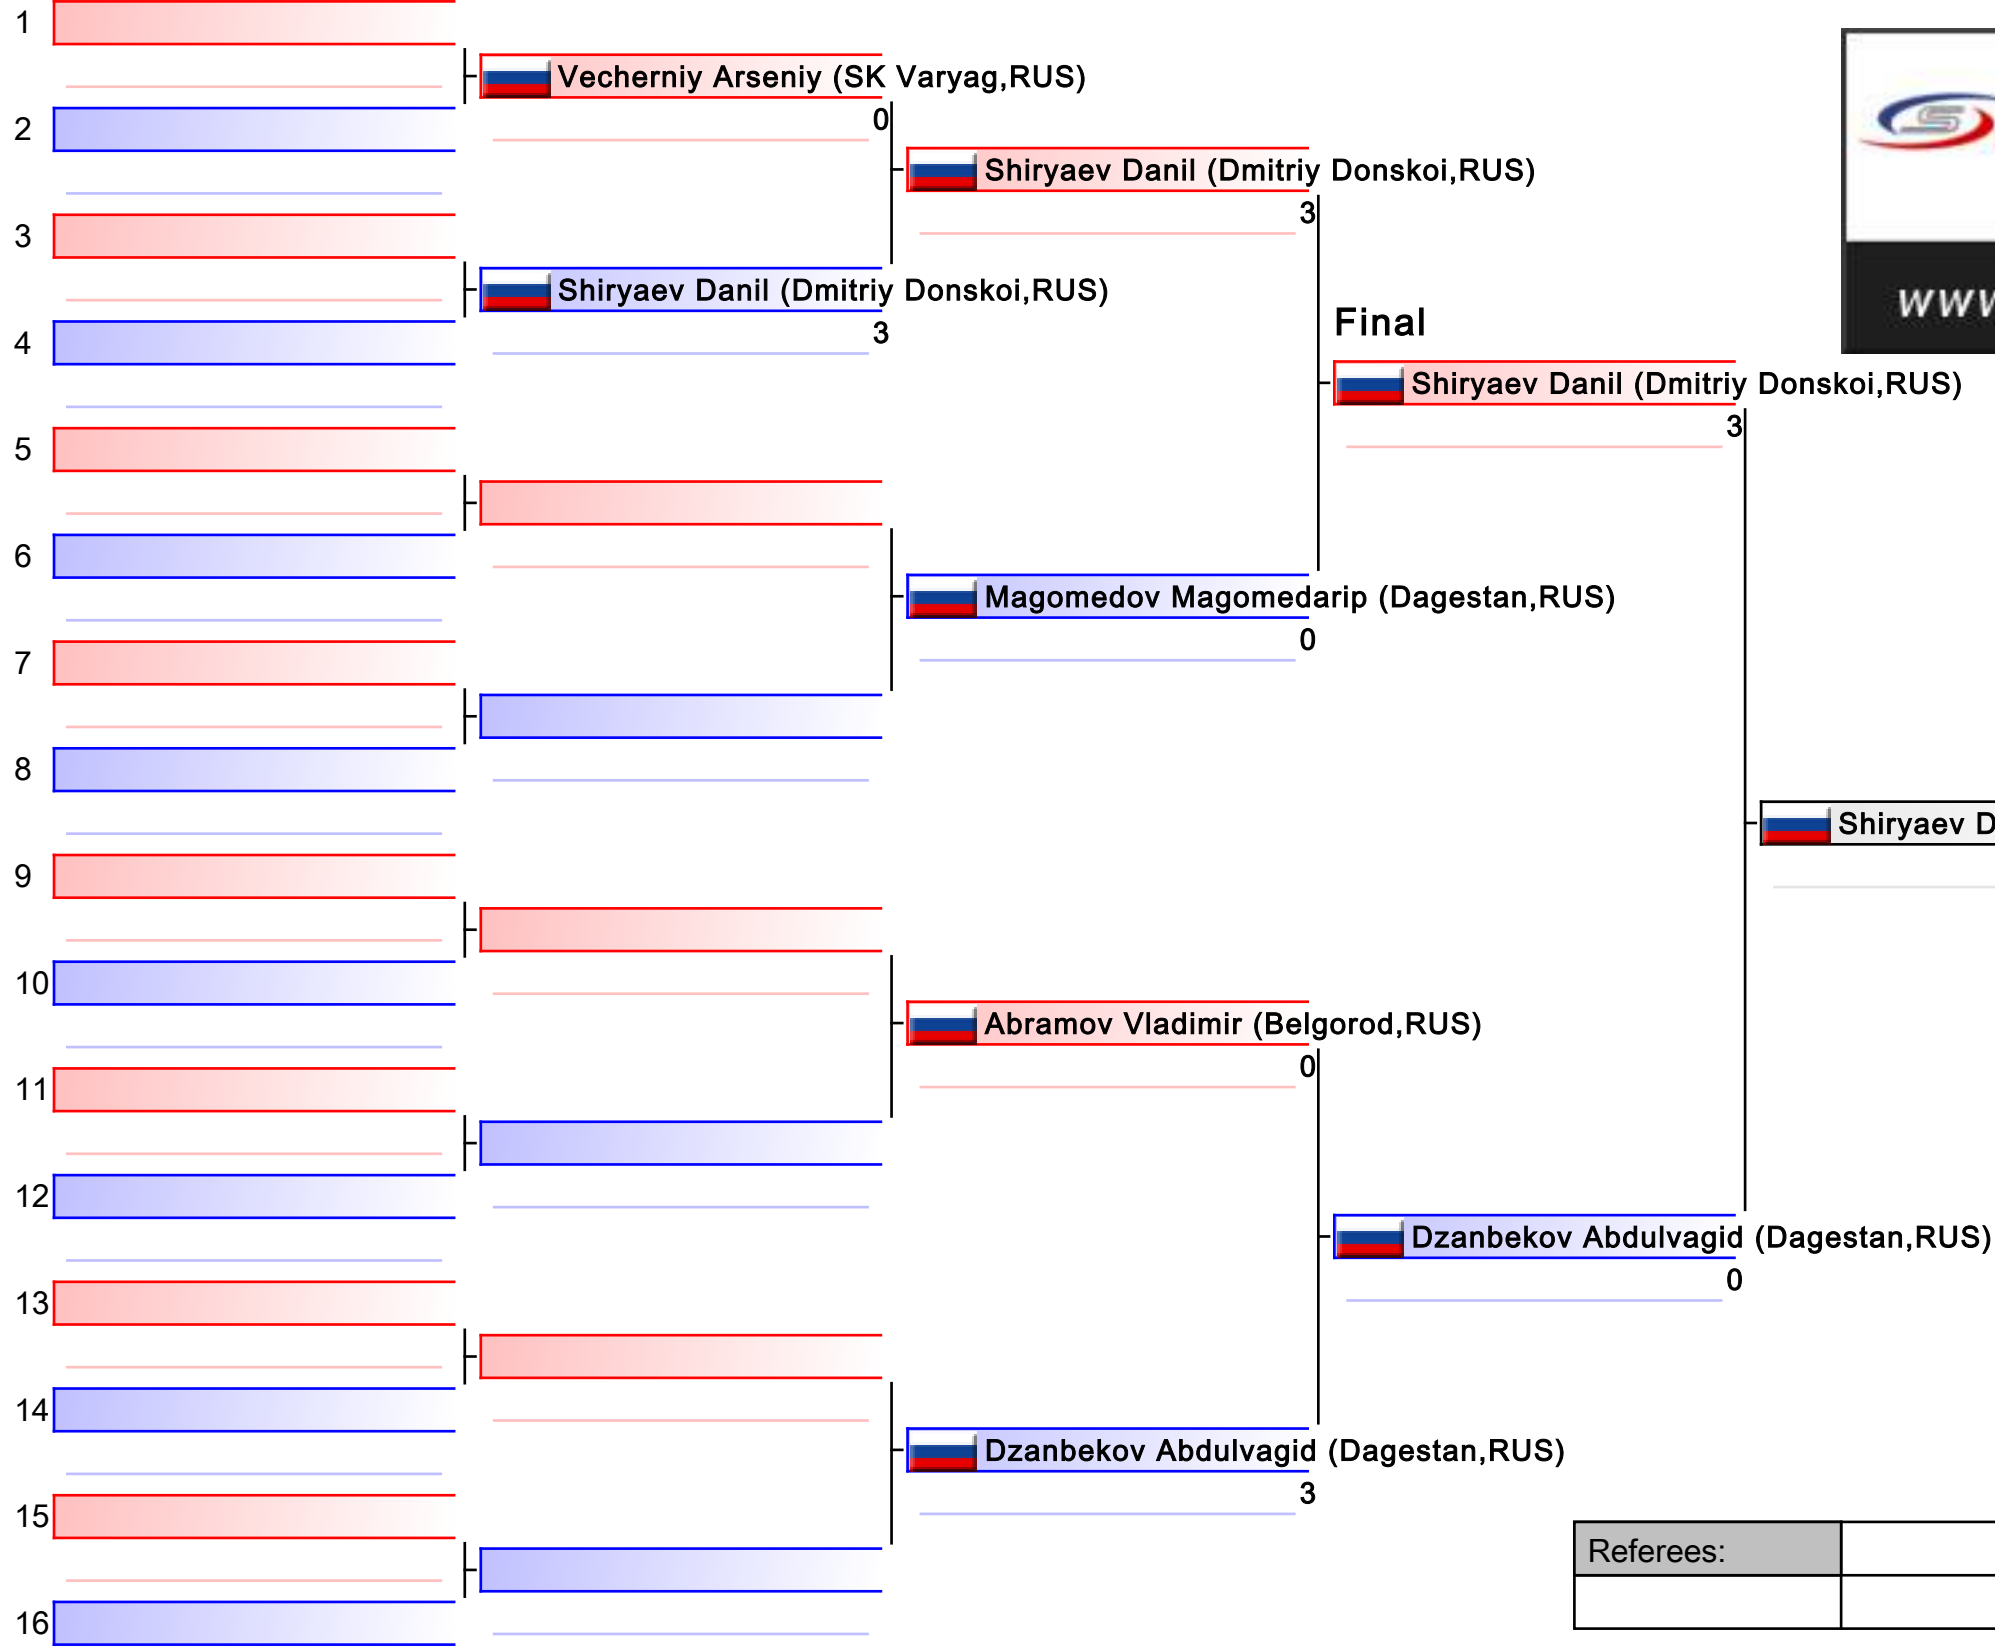 1
Vecherniy Arseniy (SK Varyag,RUS)
0
2
Shiryaev Danil (Dmitriy Donskoi,RUS)
3
3
Shiryaev Danil (Dmitriy Donskoi,RUS)
3
4
Final
Shiryaev Danil (Dmitriy Donskoi,RUS)
3
5
6
Magomedov Magomedarip (Dagestan,RUS)
0
7
8
Shiryaev D
9
10
Abramov Vladimir (Belgorod,RUS)
0
11
12
Dzanbekov Abdulvagid (Dagestan,RUS)
0
13
14
Dzanbekov Abdulvagid (Dagestan,RUS)
3
15
Referees:
16